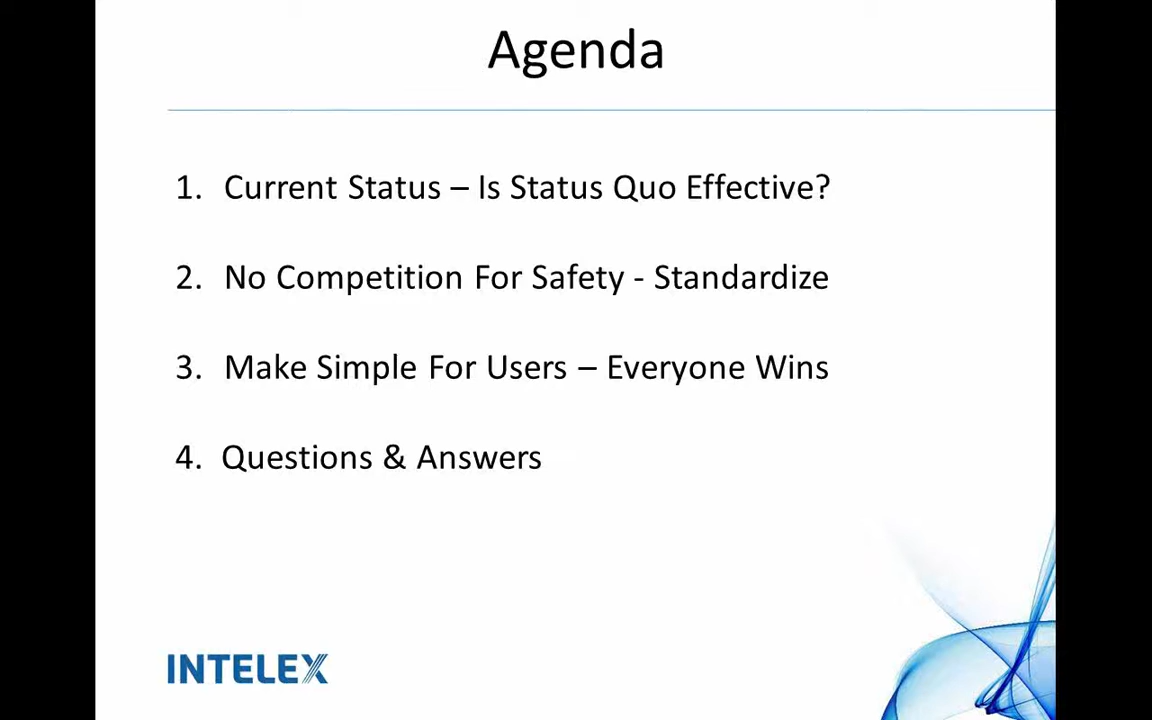 Agenda
1. Current Status – Is Status Quo Effective?
2. No Competition For Safety - Standardize
3. Make Simple For Users – Everyone Wins
4. Questions & Answers
INTELEX